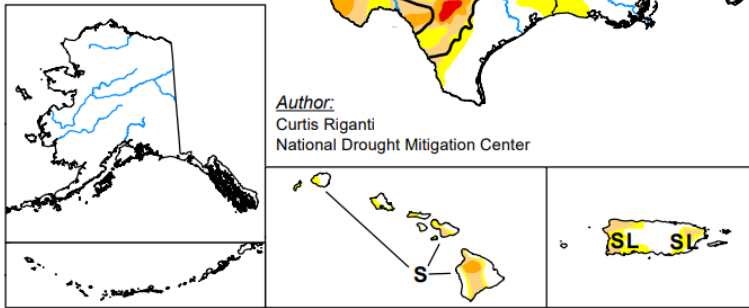 Author:
Curtis Riganti
National Drought Mitigation Center
S
SL
SL